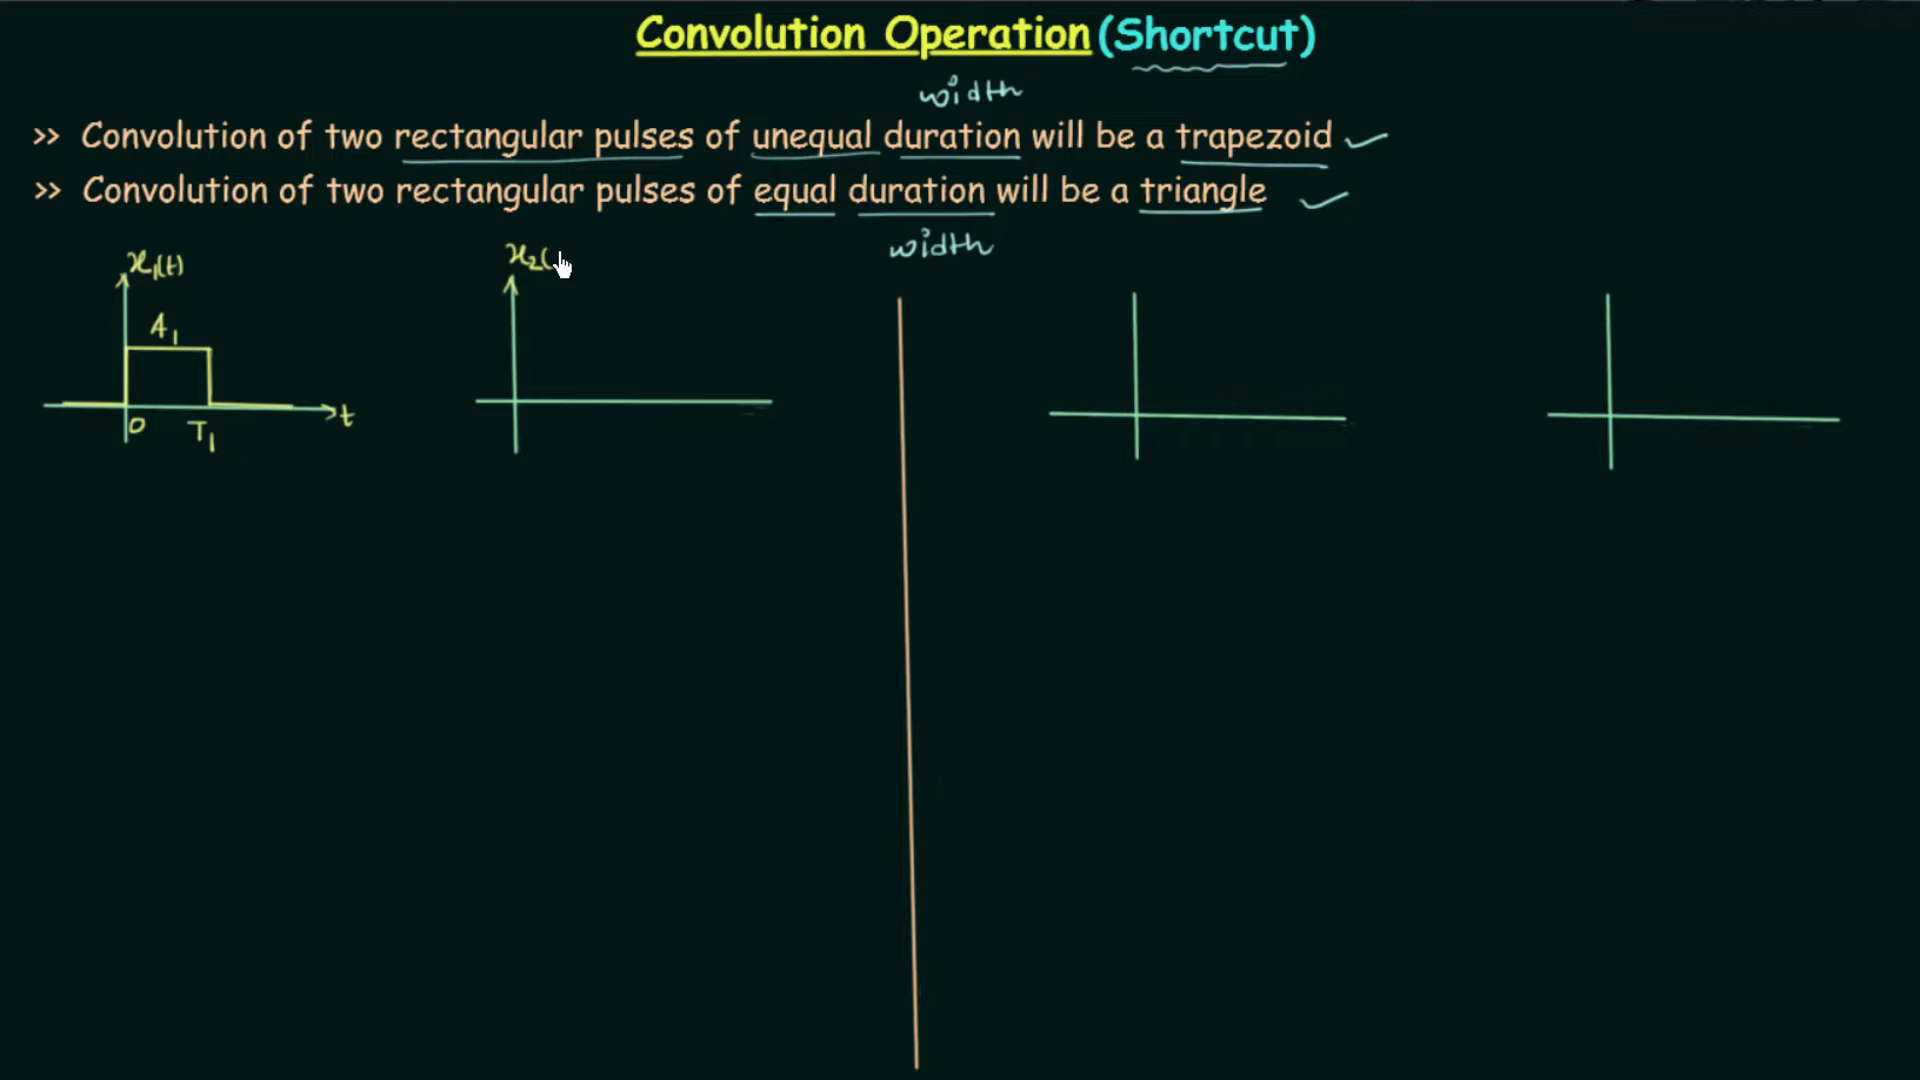 Convolution Operation (Shortcut)
width
>> Convolution of two rectangular pulses of unequal duration will be a trapezoid
>> Convolution of two rectangular pulses of equal duration will be a triangle
width
x₁(t)
x₂(
A₁
t
0
T₁